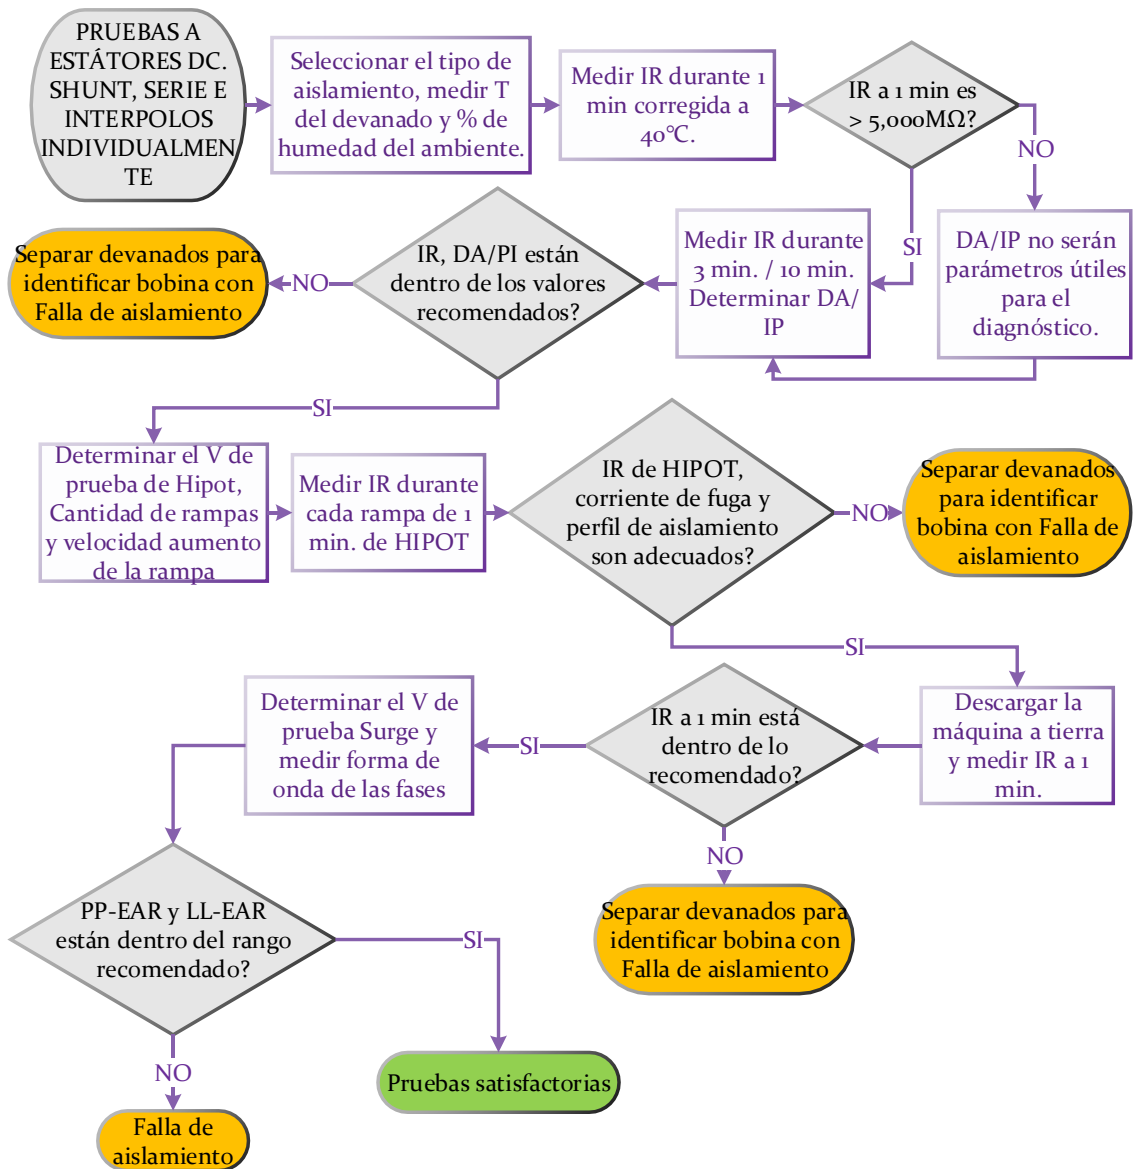 PRUEBAS A
ESTÁTORES DC.
SHUNT, SERIE E
INTERPOLOS
INDIVIDUALMEN
TE
Seleccionar el tipo de
aislamiento, medir T
del devanado y % de
humedad del ambiente.
Medir IR durante 1
min corregida a
40°C.
IR a 1 min es
> 5,000MΩ?
NO
SI
DA/IP no serán
parámetros útiles
para el
diagnóstico.
Medir IR durante
3 min. / 10 min.
Determinar DA/
IP
IR, DA/PI están
dentro de los valores
recomendados?
NO
Separar devanados para
identificar bobina con
Falla de aislamiento
SI
Determinar el V de
prueba de Hipot,
Cantidad de rampas
y velocidad aumento
de la rampa
Medir IR durante
cada rampa de 1
min. de HIPOT
IR de HIPOT,
corriente de fuga y
perfil de aislamiento
son adecuados?
NO
Separar devanados
para identificar
bobina con Falla de
aislamiento
SI
Descargar la
máquina a tierra
y medir IR a 1
min.
IR a 1 min está
dentro de lo
recomendado?
SI
NO
Separar devanados para
identificar bobina con
Falla de aislamiento
Determinar el V de
prueba Surge y
medir forma de
onda de las fases
PP-EAR y LL-EAR
están dentro del rango
recomendado?
SI
Pruebas satisfactorias
NO
Falla de
aislamiento